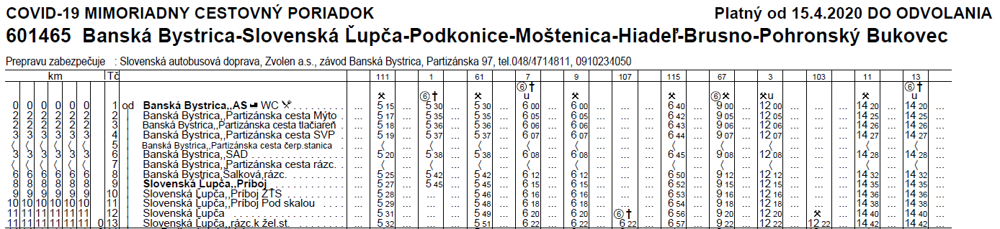 COVID-19 MIMORIADNY CESTOVNÝ PORIADOK Platný od 15.4.2020 DO ODVOLANIA
601465 Banská Bystrica-Slovenská Ľupča-Podkonice-Moštenica-Hiadeľ-Brusno-Pohronský Bukovec
Prepravu zabezpečuje : Slovenská autobusová doprava, Zvolen a.s., závod Banská Bystrica, Partizánska 97, tel.048/4714811, 0910234050
km Tč 111 1 61 7 9 107 115 67 3 103 11 13
⑥✝ ⑥✝
⚒ ⑥✝ ⚒ u ⚒ ⚒ ⑥⚒ ⚒u ⚒ u
0 0 0 0 0 0 1 od Banská Bystrica,,AS WC ... 5 15 ... 5 30 ... 5 30 ... 6 00 ... 6 00 ... ... ... 6 40 ... 9 00 ... 12 00 ... ... ... 14 20 ... 14 20 ...
2 2 2 2 2 2 2 Banská Bystrica,,Partizánska cesta Mýto ... 5 17 ... 5 35 ... 5 35 ... 6 05 ... 6 05 ... ... ... 6 42 ... 9 05 ... 12 05 ... ... ... 14 25 ... 14 25 ...
2 2 2 2 2 2 3 Banská Bystrica,,Partizánska cesta tlačiareň ... 5 18 ... 5 36 ... 5 36 ... 6 06 ... 6 06 ... ... ... 6 43 ... 9 06 ... 12 06 ... ... ... 14 26 ... 14 26 ...
3 3 3 3 3 3 4 Banská Bystrica,,Partizánska cesta SVP ... 5 19 ... 5 37 ... 5 37 ... 6 07 ... 6 07 ... ... ... 6 44 ... 9 07 ... 12 07 ... ... ... 14 27 ... 14 27 ...
〈 〈 〈 〈 〈 〈 5 Banská Bystrica,,Partizánska cesta čerp.stanica ... 〈 ... 〈 ... 〈 ... 〈 ... 〈 ... ... ... 〈 ... 〈 ... 〈 ... ... ... 〈 ... 〈 ...
3 3 3 3 3 3 6 Banská Bystrica,,SAD ... 5 20 ... 5 38 ... 5 38 ... 6 08 ... 6 08 ... ... ... 6 45 ... 9 08 ... 12 08 ... ... ... 14 28 ... 14 28 ...
〈 〈 〈 〈 〈 〈 7 Banská Bystrica,,Partizánska cesta rázc. ... 〈 ... 〈 ... 〈 ... 〈 ... 〈 ... ... ... 〈 ... 〈 ... 〈 ... ... ... 〈 ... 〈 ...
6 6 6 6 6 6 8 Banská Bystrica,Šalková,rázc. ... 5 25 ... 5 42 ... 5 42 ... 6 12 ... 6 12 ... ... ... 6 50 ... 9 12 ... 12 12 ... ... ... 14 32 ... 14 32 ...
8 8 8 8 8 8 9 Slovenská Ľupča,,Príboj ... 5 27 ... 5 45 ... 5 45 ... 6 15 ... 6 15 ... ... ... 6 52 ... 9 15 ... 12 15 ... ... ... 14 35 ... 14 35 ...
9 9 9 9 9 9 10 Slovenská Ľupča,,Príboj ŽTS ... 5 28 ... ... ... 5 46 ... 6 16 ... 6 16 ... ... ... 6 53 ... 9 16 ... 12 16 ... ... ... 14 36 ... 14 36 ...
10 10 10 10 10 10 11 Slovenská Ľupča,,Príboj Pod skalou ... 5 29 ... ... ... 5 48 ... 6 18 ... 6 18 ... ... ... 6 54 ... 9 18 ... 12 18 ... ... ... 14 38 ... 14 38 ...
11 11 11 11 11 11 12 Slovenská Ľupča ... 5 31 ... ... ... 5 49 ... 6 20 ... 6 20 ... ⑥✝ ... 6 56 ... 9 20 ... 12 20 ... ⚒ ... 14 40 ... 14 40 ...
11 11 11 11 11 11 0 13 Slovenská Ľupča,,rázc.k žel.st. ... 5 32 ... ... ... 5 51 ... 6 22 ... 6 22 ... 6 22 ... 6 57 ... 9 22 ... 12 22 ... 12 22 ... 14 42 ... 14 42 ...